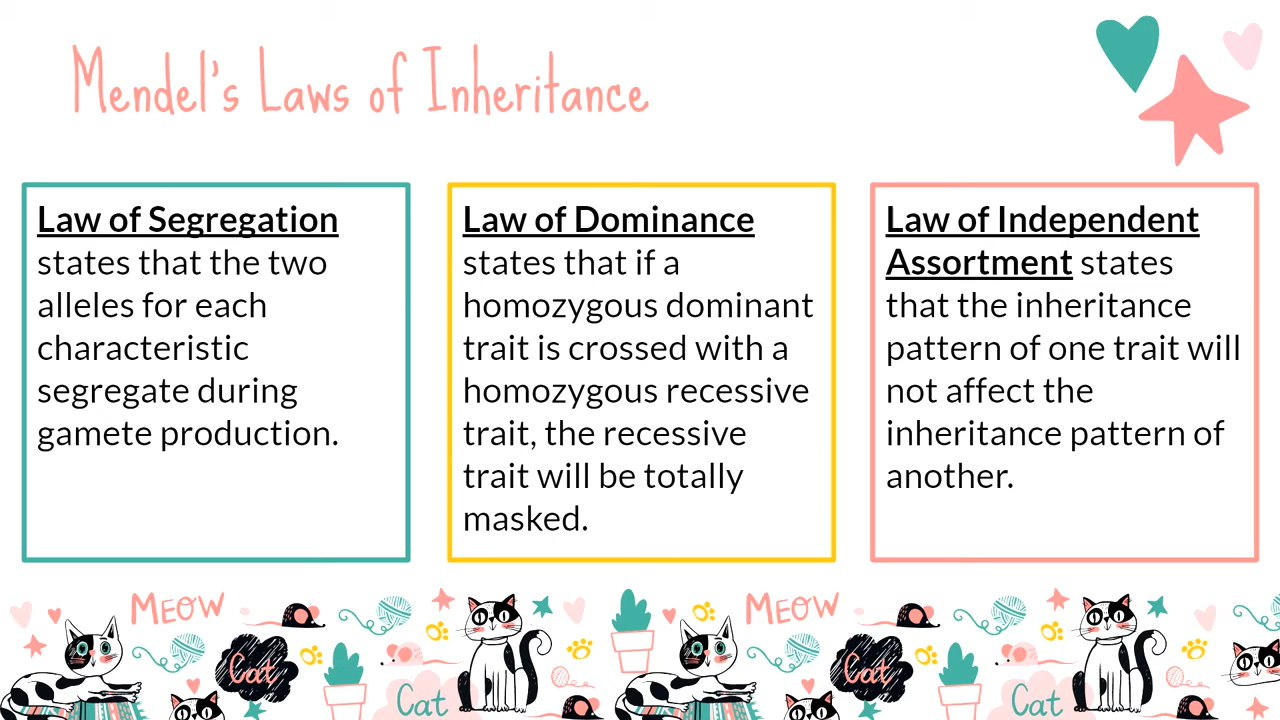 Mendel's Laws of Inheritance
Law of Segregation
states that the two
alleles for each
characteristic
segregate during
gamete production.
Law of Dominance
states that if a
homozygous dominant
trait is crossed with a
homozygous recessive
trait, the recessive
trait will be totally
masked.
Law of Independent
Assortment states
that the inheritance
pattern of one trait will
not affect the
inheritance pattern of
another.
MEOW
Cat
Cat
MEOW
Cat
Cat